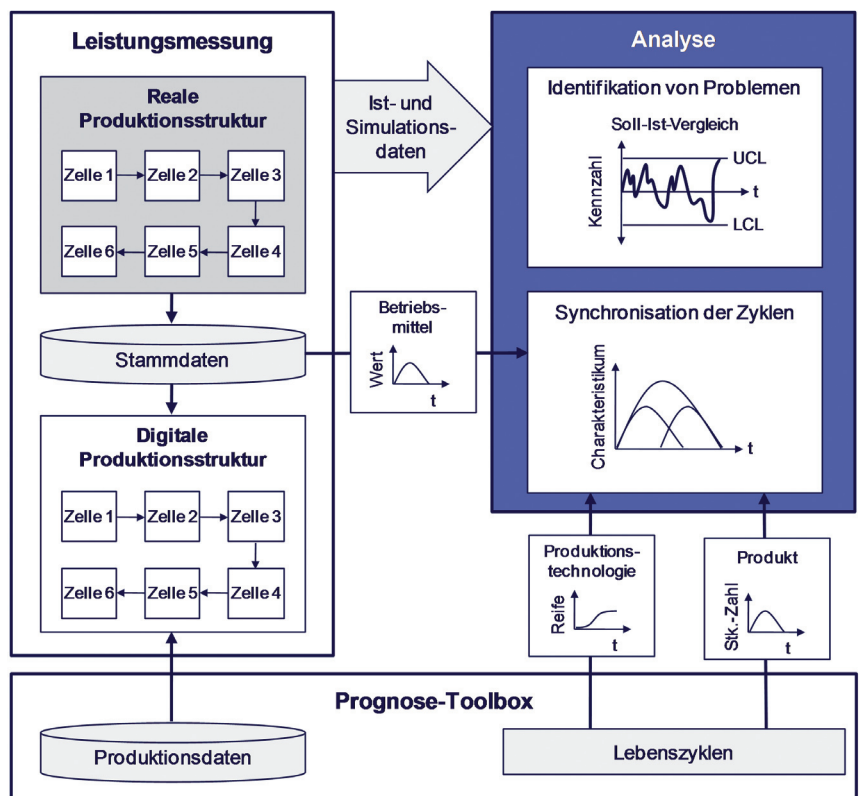 Leistungsmessung
Reale
Produktionsstruktur
Zelle 1
Zelle 2
Zelle 3
Zelle 6
Zelle 5
Zelle 4
Stammdaten
Digitale
Produktionsstruktur
Zelle 1
Zelle 2
Zelle 3
Zelle 6
Zelle 5
Zelle 4
Ist- und
Simulations-
daten
Betriebs-
mittel
Wert
t
Analyse
Identifikation von Problemen
Soll-Ist-Vergleich
Kennzahl
UCL
t
LCL
Synchronisation der Zyklen
Charakteristikum
t
Produktions-
technologie
Reife
t
Produkt
Stk.-Zahl
t
Prognose-Toolbox
Produktionsdaten
Lebenszyklen